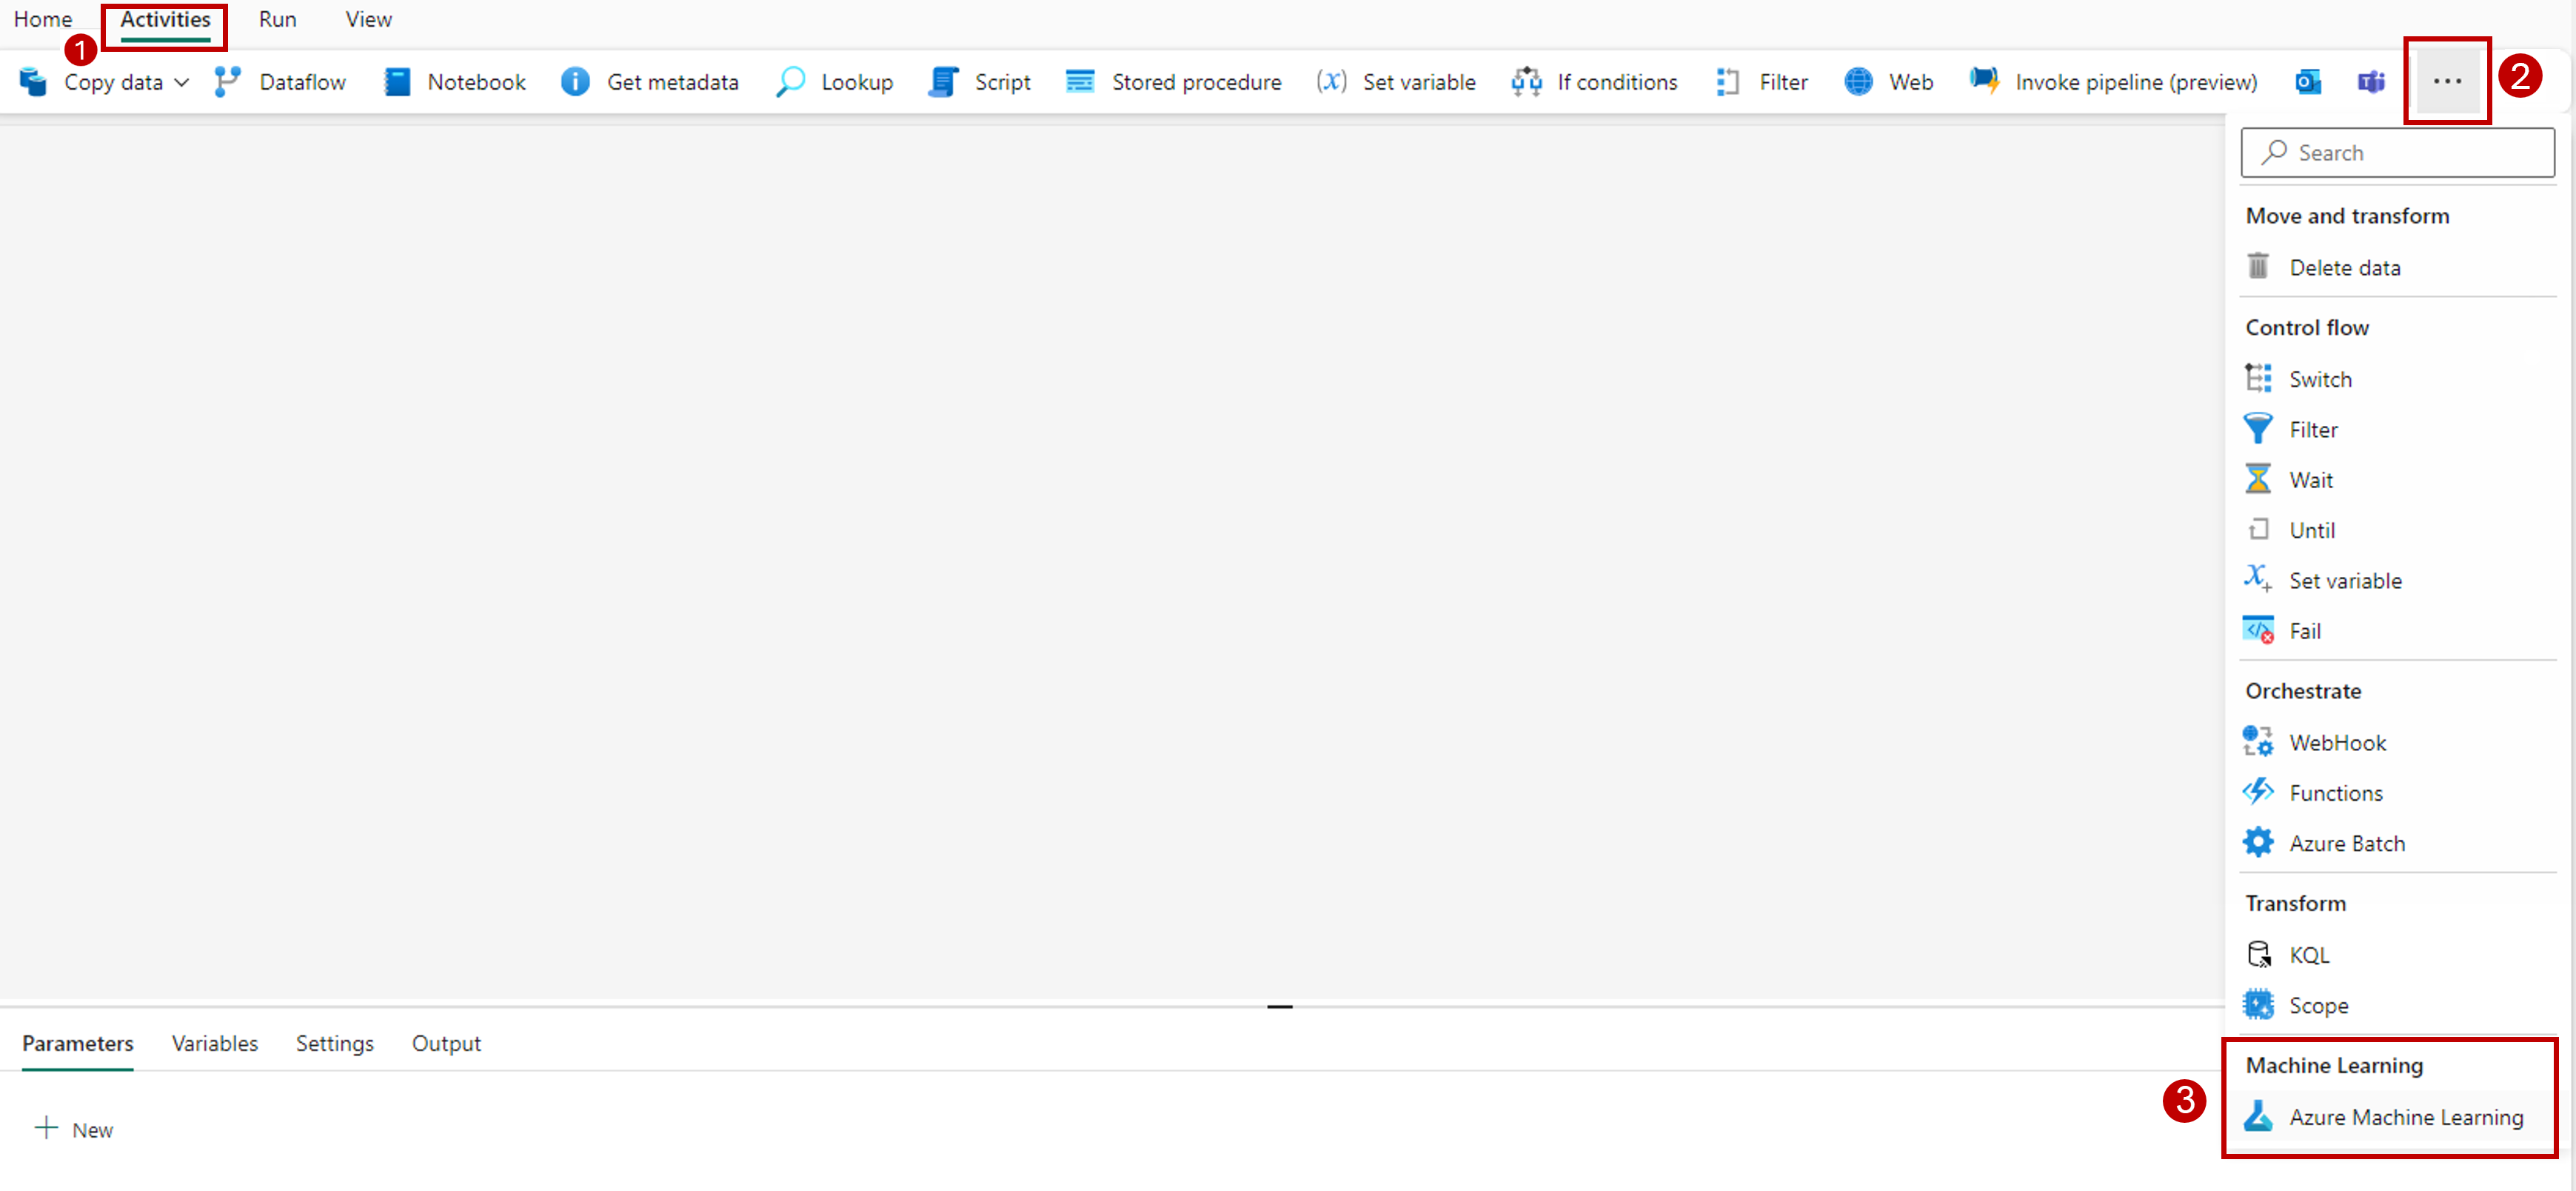 Home Activities Run View
1
Copy data Dataflow Notebook Get metadata Lookup Script Stored procedure (x) Set variable If conditions Filter Web Invoke pipeline (preview) ... 2
Search
Move and transform
Delete data
Control flow
Switch
Filter
Wait
Until
Set variable
Fail
Orchestrate
WebHook
Functions
Azure Batch
Transform
KQL
Scope
Parameters Variables Settings Output
Machine Learning
3
Azure Machine Learning
+ New